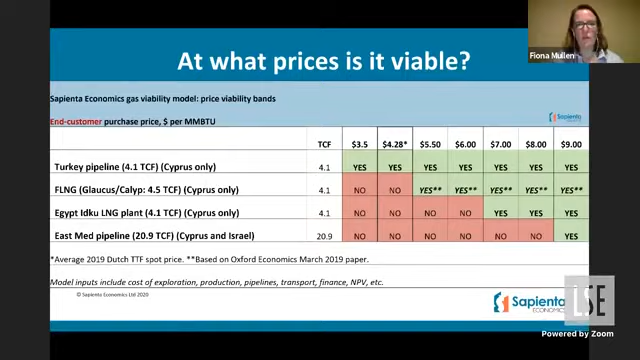 Fiona Mullen
At what prices is it viable?
Sapienta Economics gas viability model: price viability bands
Sapienta
ECONOMICS
End-customer purchase price, $ per MMBTU
TCF $3.5 $4.28* $5.50 $6.00 $7.00 $8.00 $9.00
Turkey pipeline (4.1 TCF) (Cyprus only) 4.1 YES YES YES YES YES YES YES
FLNG (Glaucus/Calyp: 4.5 TCF) (Cyprus only) 4.1 NO NO YES** YES** YES** YES** YES**
Egypt Idku LNG plant (4.1 TCF) (Cyprus only) 4.1 NO NO NO NO YES YES YES
East Med pipeline (20.9 TCF) (Cyprus and Israel) 20.9 NO NO NO NO NO NO YES
*Average 2019 Dutch TTF spot price. **Based on Oxford Economics March 2019 paper.
Model inputs include cost of exploration, production, pipelines, transport, finance, NPV, etc.
© Sapienta Economics Ltd 2020
Sapienta
ECONOMICS
LSE
Powered by Zoom